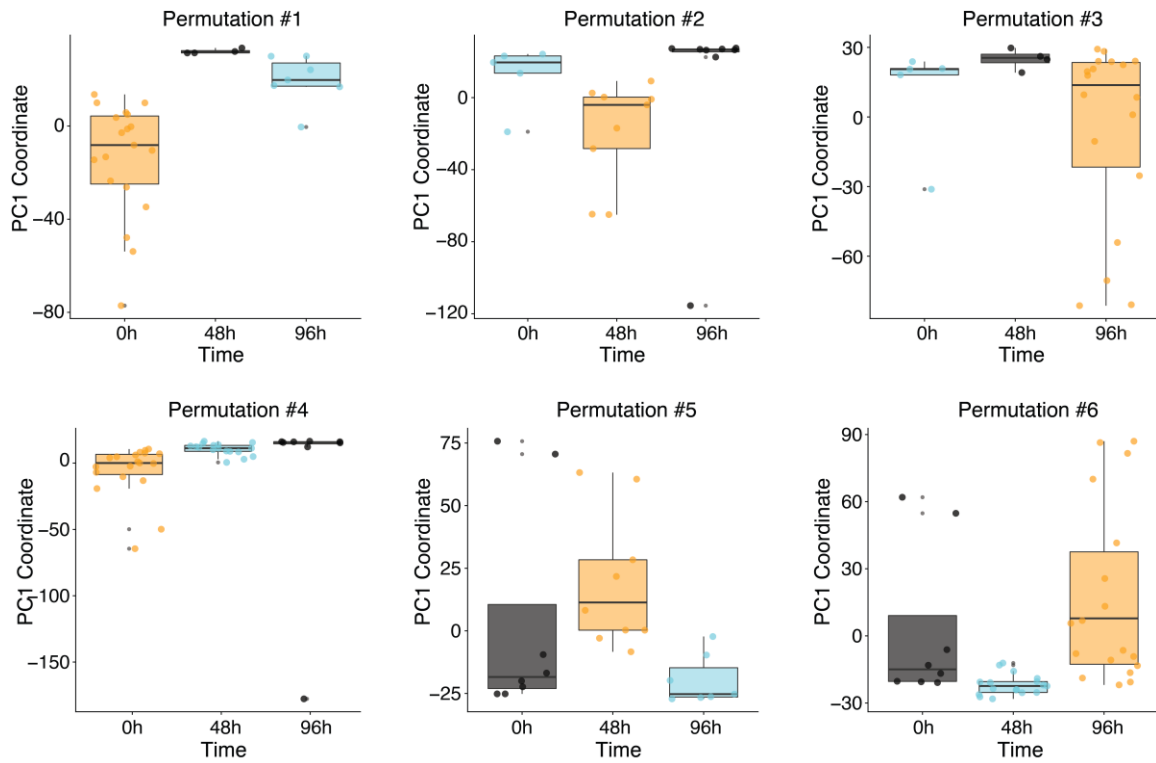 Permutation #1
PC1 Coordinate
0
−40
−80
0h
48h
96h
Time
Permutation #2
PC1 Coordinate
0
−40
−80
−120
0h
48h
96h
Time
Permutation #3
PC1 Coordinate
30
0
−30
−60
0h
48h
96h
Time
Permutation #4
PC1 Coordinate
0
−50
−100
−150
0h
48h
96h
Time
Permutation #5
PC1 Coordinate
75
50
25
0
−25
0h
48h
96h
Time
Permutation #6
PC1 Coordinate
90
60
30
0
−30
0h
48h
96h
Time